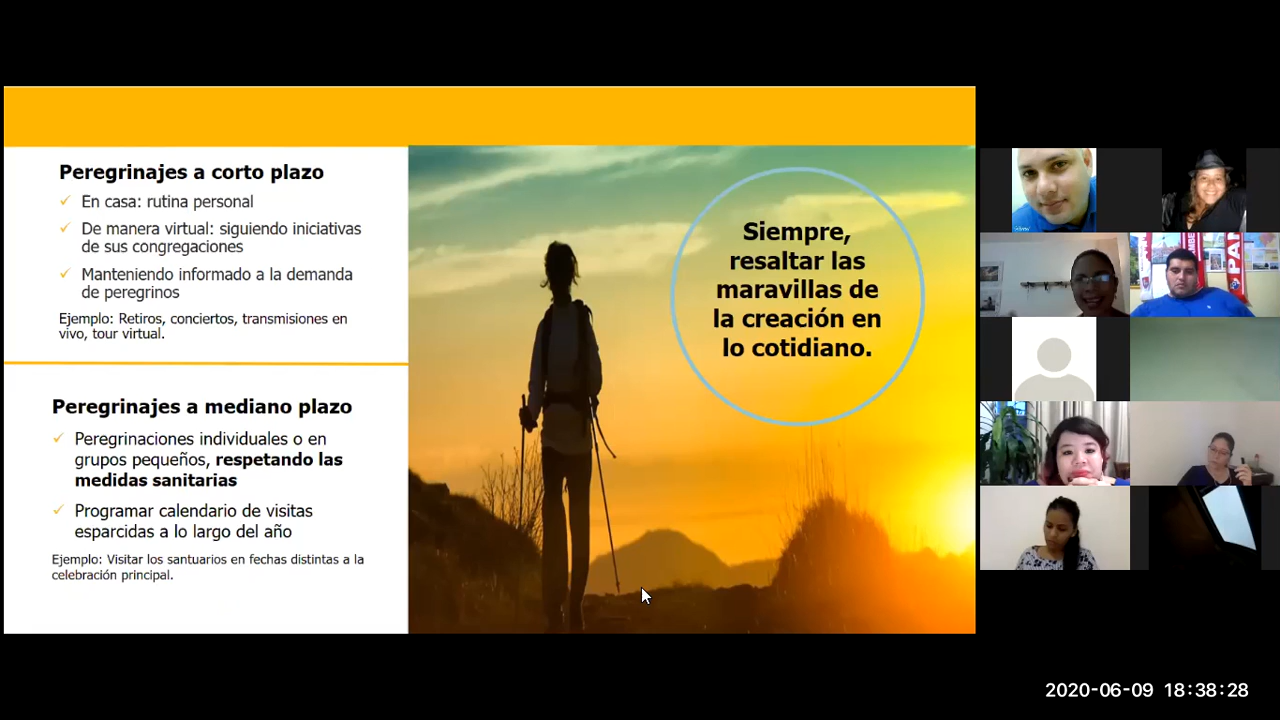 Peregrinajes a corto plazo
✓ En casa: rutina personal
✓ De manera virtual: siguiendo iniciativas
de sus congregaciones
✓ Manteniendo informado a la demanda
de peregrinos
Ejemplo: Retiros, conciertos, transmisiones en
vivo, tour virtual.
Peregrinajes a mediano plazo
✓ Peregrinaciones individuales o en
grupos pequeños, respetando las
medidas sanitarias
✓ Programar calendario de visitas
esparcidas a lo largo del año
Ejemplo: Visitar los santuarios en fechas distintas a la
celebración principal.
Siempre,
resaltar las
maravillas de
la creación en
lo cotidiano.
2020-06-09 18:38:28